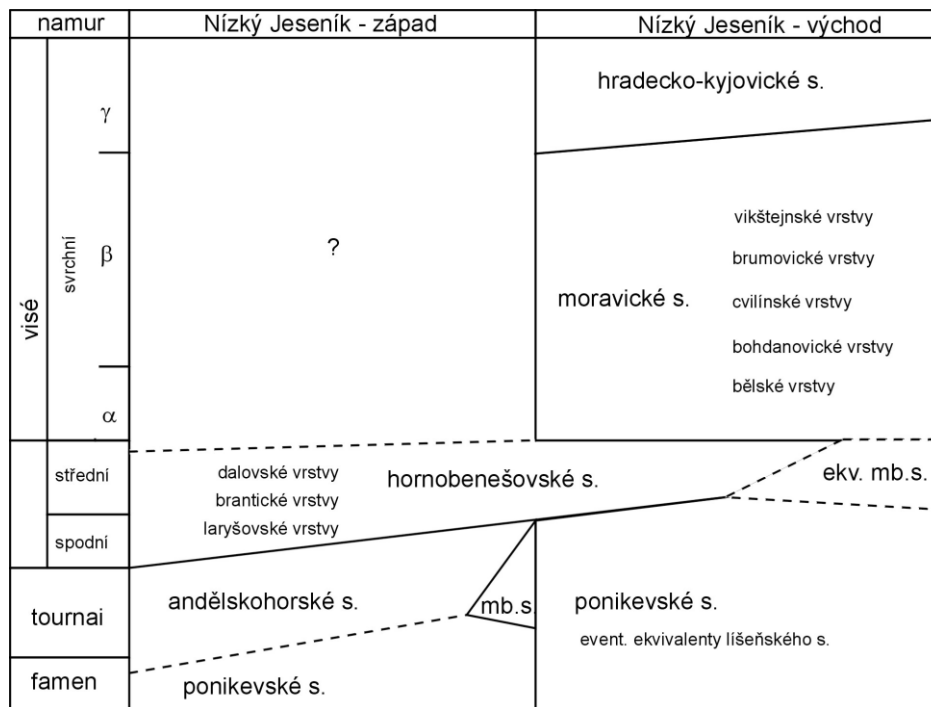 namur
Nízký Jeseník - západ
Nízký Jeseník - východ
visé
svrchní
γ
β
α
střední
spodní
tournai
famen
?
dalovské vrstvy
brantické vrstvy
laryšovské vrstvy
hornobenešovské s.
andělskohorské s.
mb.s.
ponikevské s.
hradecko-kyjovické s.
moravické s.
vikštejnské vrstvy
brumovické vrstvy
cvilínské vrstvy
bohdanovické vrstvy
bělské vrstvy
ekv. mb.s.
ponikevské s.
event. ekvivalenty líšeňského s.